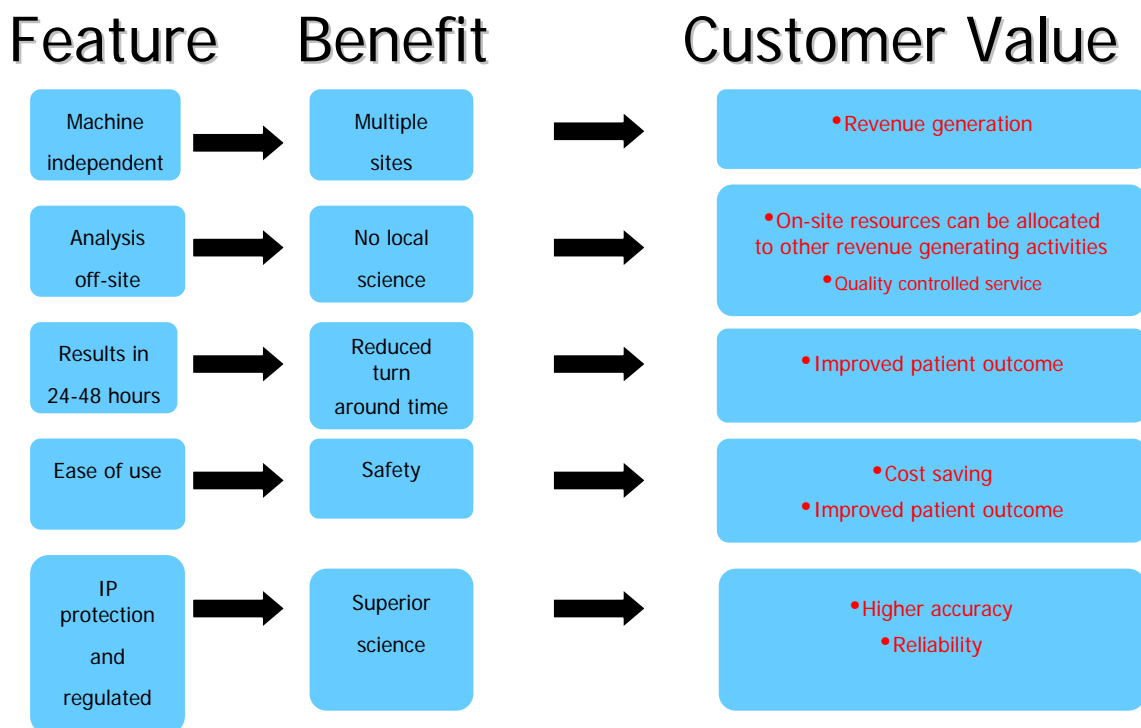 Feature Benefit Customer Value
Machine
independent
Multiple
sites
•Revenue generation
Analysis
off-site
No local
science
•On-site resources can be allocated
to other revenue generating activities
•Quality controlled service
Results in
24-48 hours
Reduced
turn
around time
•Improved patient outcome
Ease of use
Safety
•Cost saving
•Improved patient outcome
IP
protection
and
regulated
Superior
science
•Higher accuracy
•Reliability